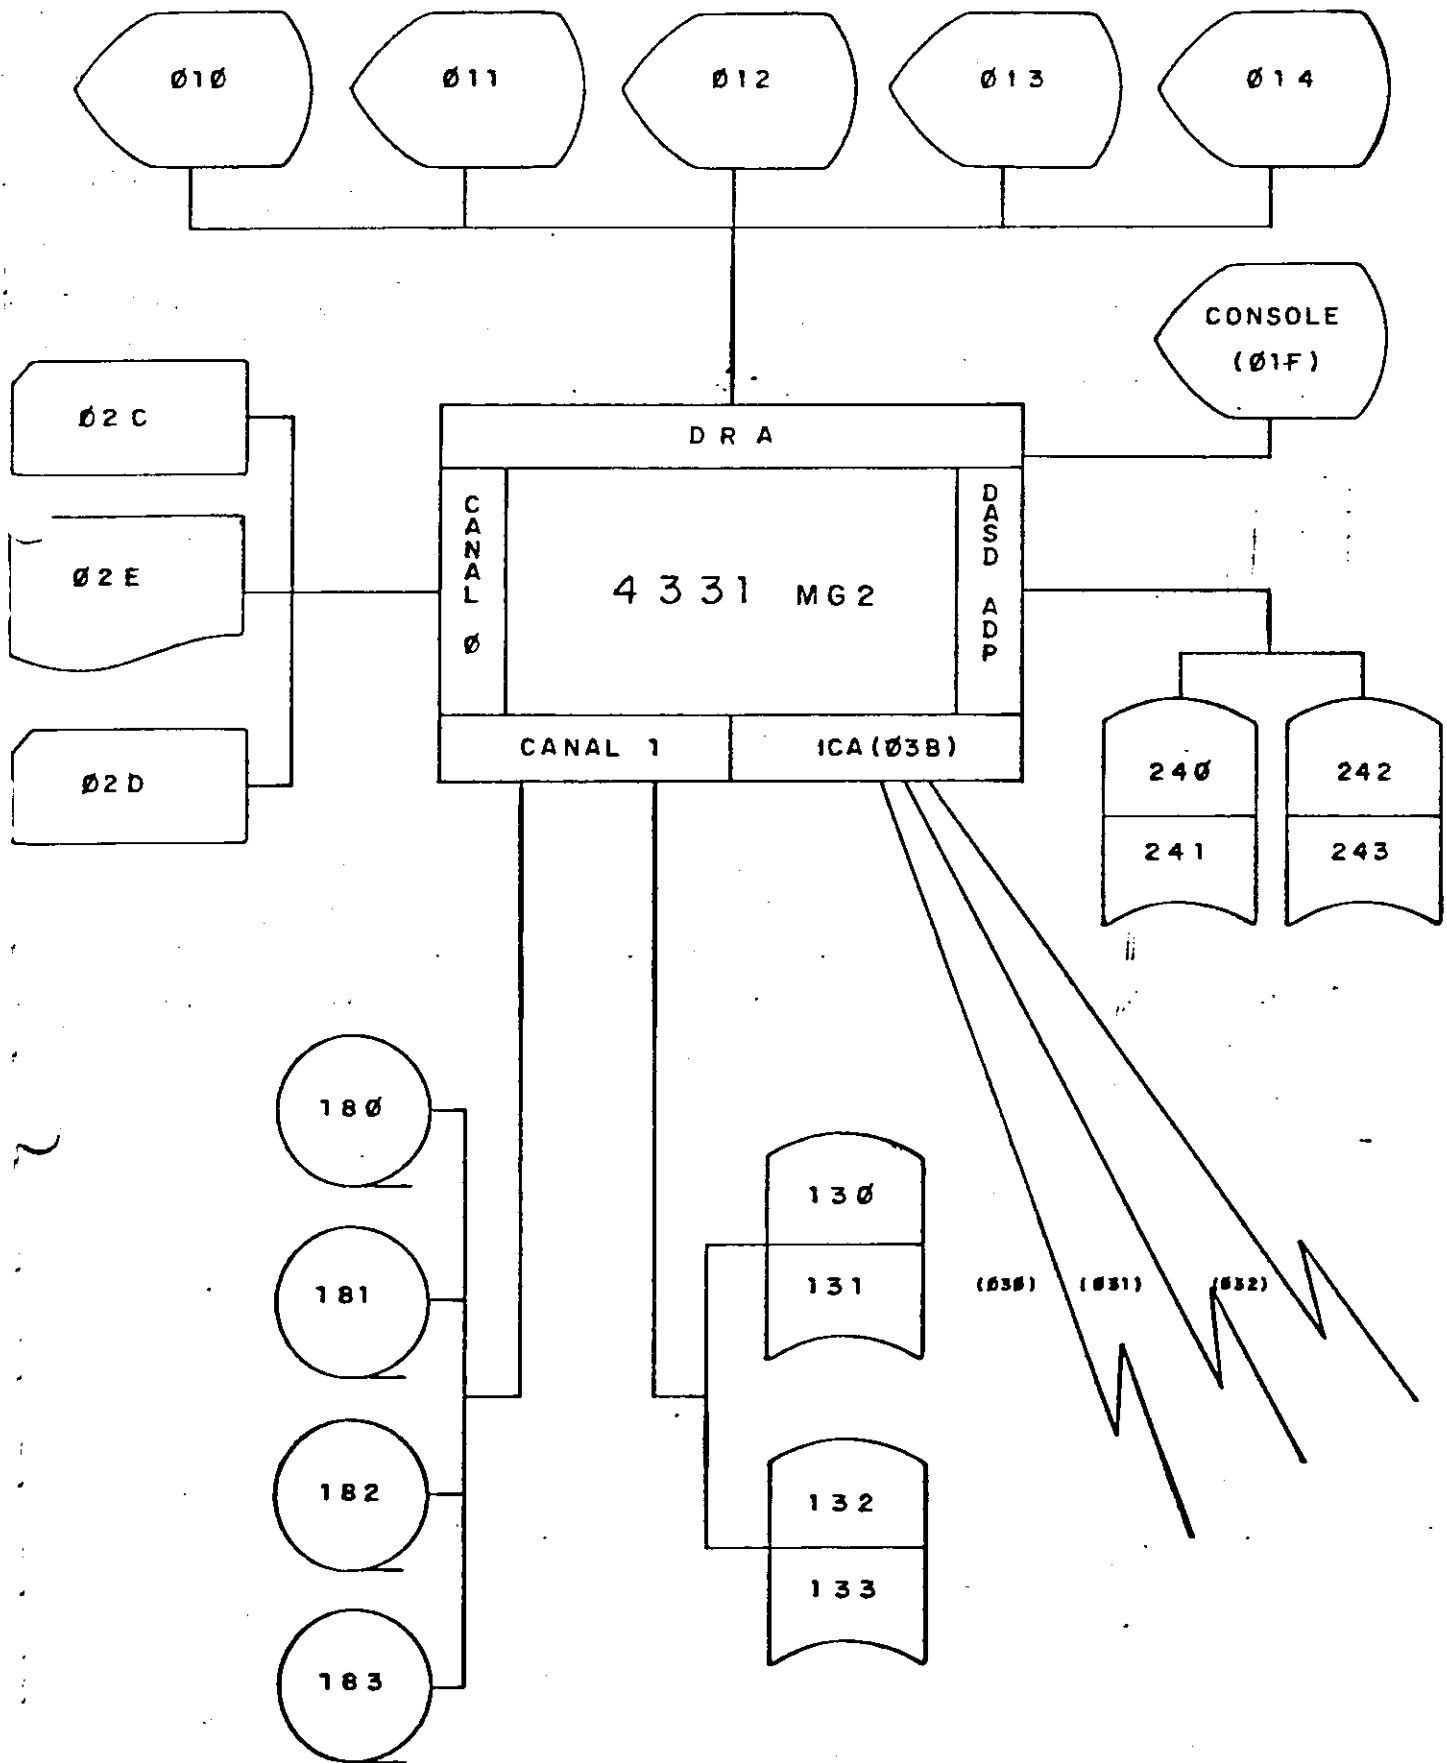 Ø1Ø
Ø11
Ø12
Ø13
Ø14
CONSOLE
(Ø1F)
Ø2C
Ø2E
Ø2D
DRA
CANAL Ø
4331 MG2
DASD ADP
CANAL 1
ICA(Ø3B)
24Ø
241
242
243
18Ø
181
182
183
13Ø
131
132
133
(Ø3Ø)
(Ø31)
(Ø32)